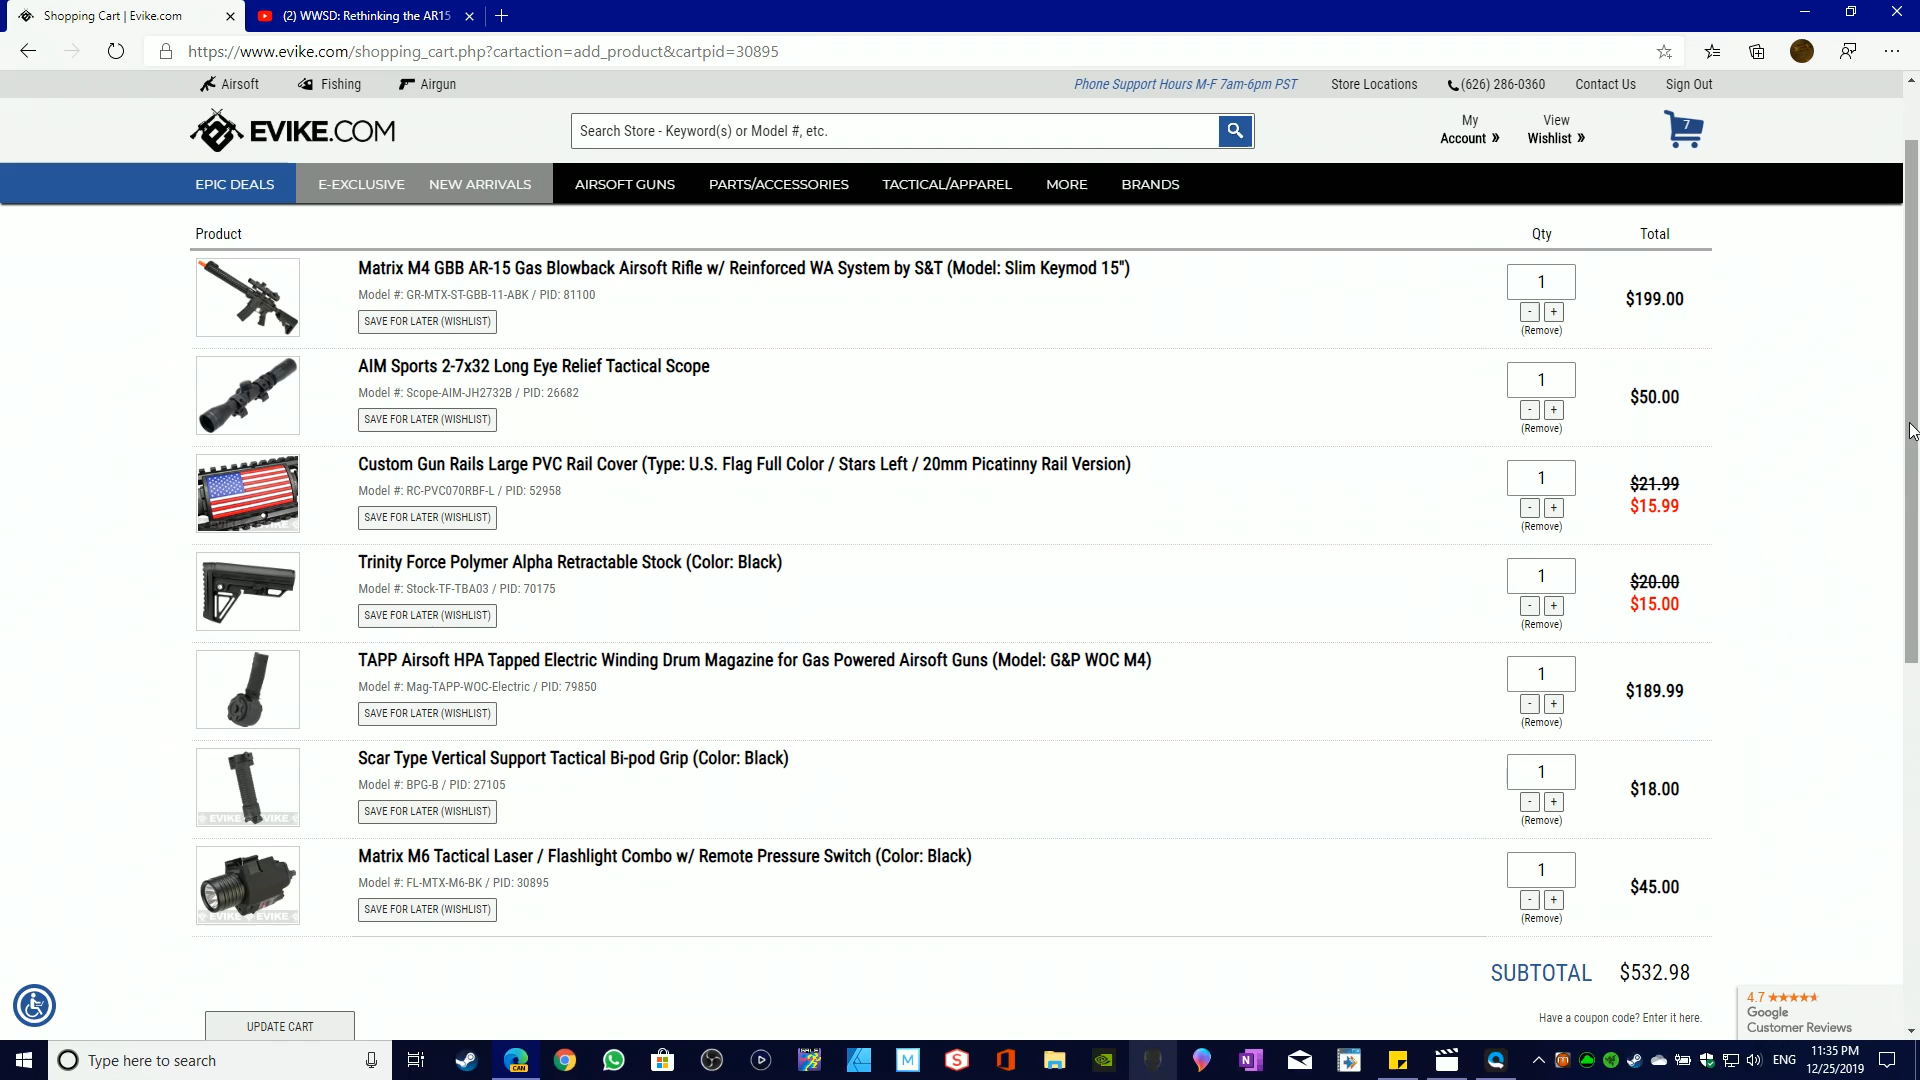 Shopping Cart | Evike.com
(2) WWSD: Rethinking the AR15
https://www.evike.com/shopping_cart.php?cartaction=add_product&cartpid=30895
Airsoft Fishing Airgun
Phone Support Hours M-F 7am-6pm PST Store Locations (626) 286-0360 Contact Us Sign Out
EVIKE.COM
Search Store - Keyword(s) or Model #, etc.
My
Account »
View
Wishlist »
7
EPIC DEALS E-EXCLUSIVE NEW ARRIVALS AIRSOFT GUNS PARTS/ACCESSORIES TACTICAL/APPAREL MORE BRANDS
Product Qty Total
Matrix M4 GBB AR-15 Gas Blowback Airsoft Rifle w/ Reinforced WA System by S&T (Model: Slim Keymod 15")
Model #: GR-MTX-ST-GBB-11-ABK / PID: 81100
SAVE FOR LATER (WISHLIST)
1
- +
(Remove)
$199.00
AIM Sports 2-7x32 Long Eye Relief Tactical Scope
Model #: Scope-AIM-JH2732B / PID: 26682
SAVE FOR LATER (WISHLIST)
1
- +
(Remove)
$50.00
Custom Gun Rails Large PVC Rail Cover (Type: U.S. Flag Full Color / Stars Left / 20mm Picatinny Rail Version)
Model #: RC-PVC070RBF-L / PID: 52958
SAVE FOR LATER (WISHLIST)
1
- +
(Remove)
$21.99
$15.99
Trinity Force Polymer Alpha Retractable Stock (Color: Black)
Model #: Stock-TF-TBA03 / PID: 70175
SAVE FOR LATER (WISHLIST)
1
- +
(Remove)
$20.00
$15.00
TAPP Airsoft HPA Tapped Electric Winding Drum Magazine for Gas Powered Airsoft Guns (Model: G&P WOC M4)
Model #: Mag-TAPP-WOC-Electric / PID: 79850
SAVE FOR LATER (WISHLIST)
1
- +
(Remove)
$189.99
Scar Type Vertical Support Tactical Bi-pod Grip (Color: Black)
Model #: BPG-B / PID: 27105
SAVE FOR LATER (WISHLIST)
EVIKE EVIKE
1
- +
(Remove)
$18.00
Matrix M6 Tactical Laser / Flashlight Combo w/ Remote Pressure Switch (Color: Black)
Model #: FL-MTX-M6-BK / PID: 30895
SAVE FOR LATER (WISHLIST)
EVIKE EVIKE
1
- +
(Remove)
$45.00
SUBTOTAL $532.98
Have a coupon code? Enter it here.
UPDATE CART
4.7
Google
Customer Reviews
Type here to search
CAN
ENG
11:35 PM
12/25/2019